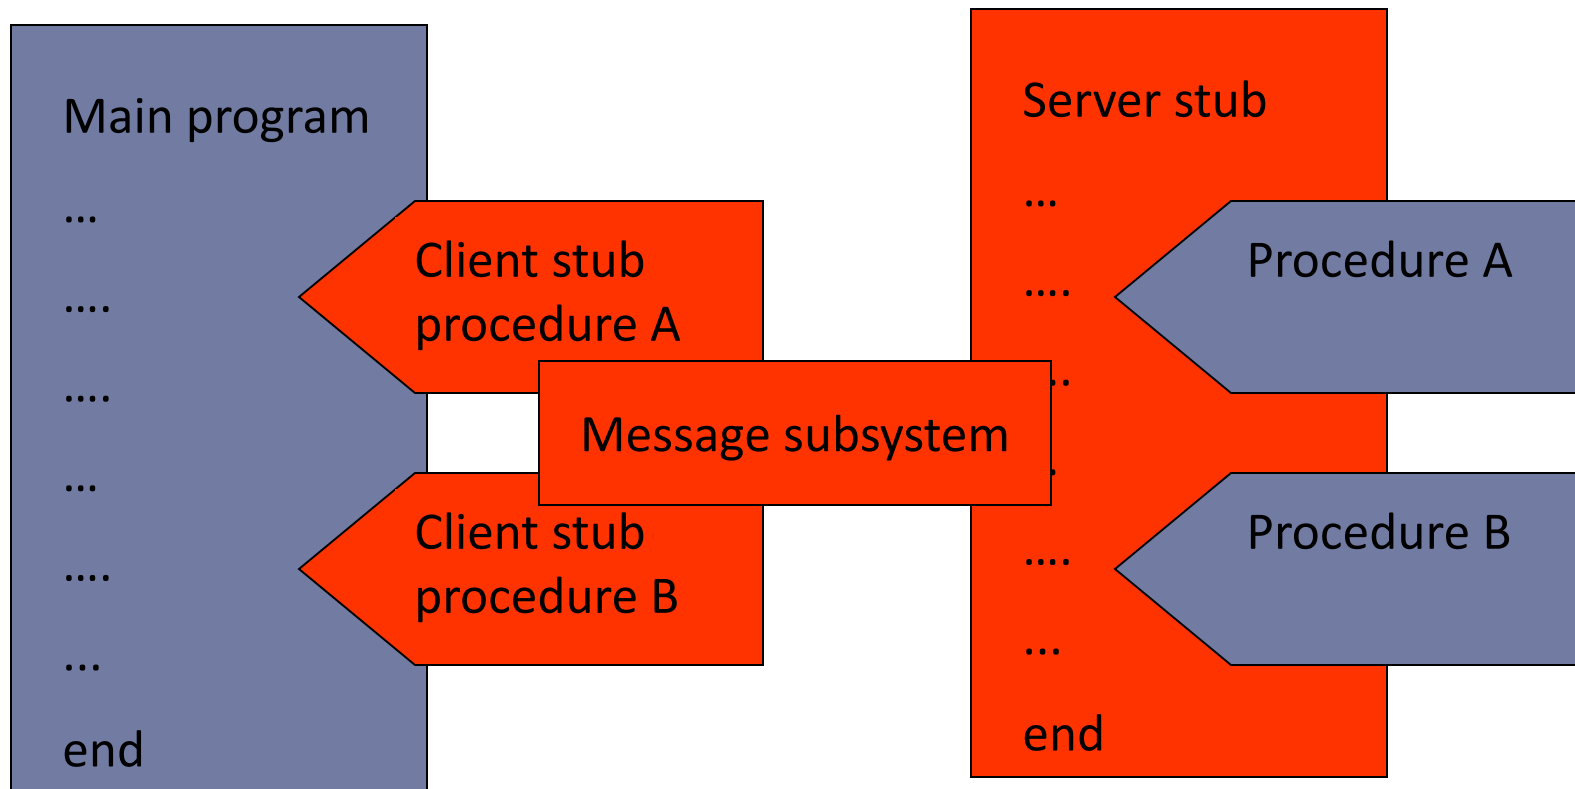 Main program
...
....
....
...
....
...
end
Client stub
procedure A
Client stub
procedure B
Message subsystem
Server stub
...
....
....
...
end
Procedure A
Procedure B